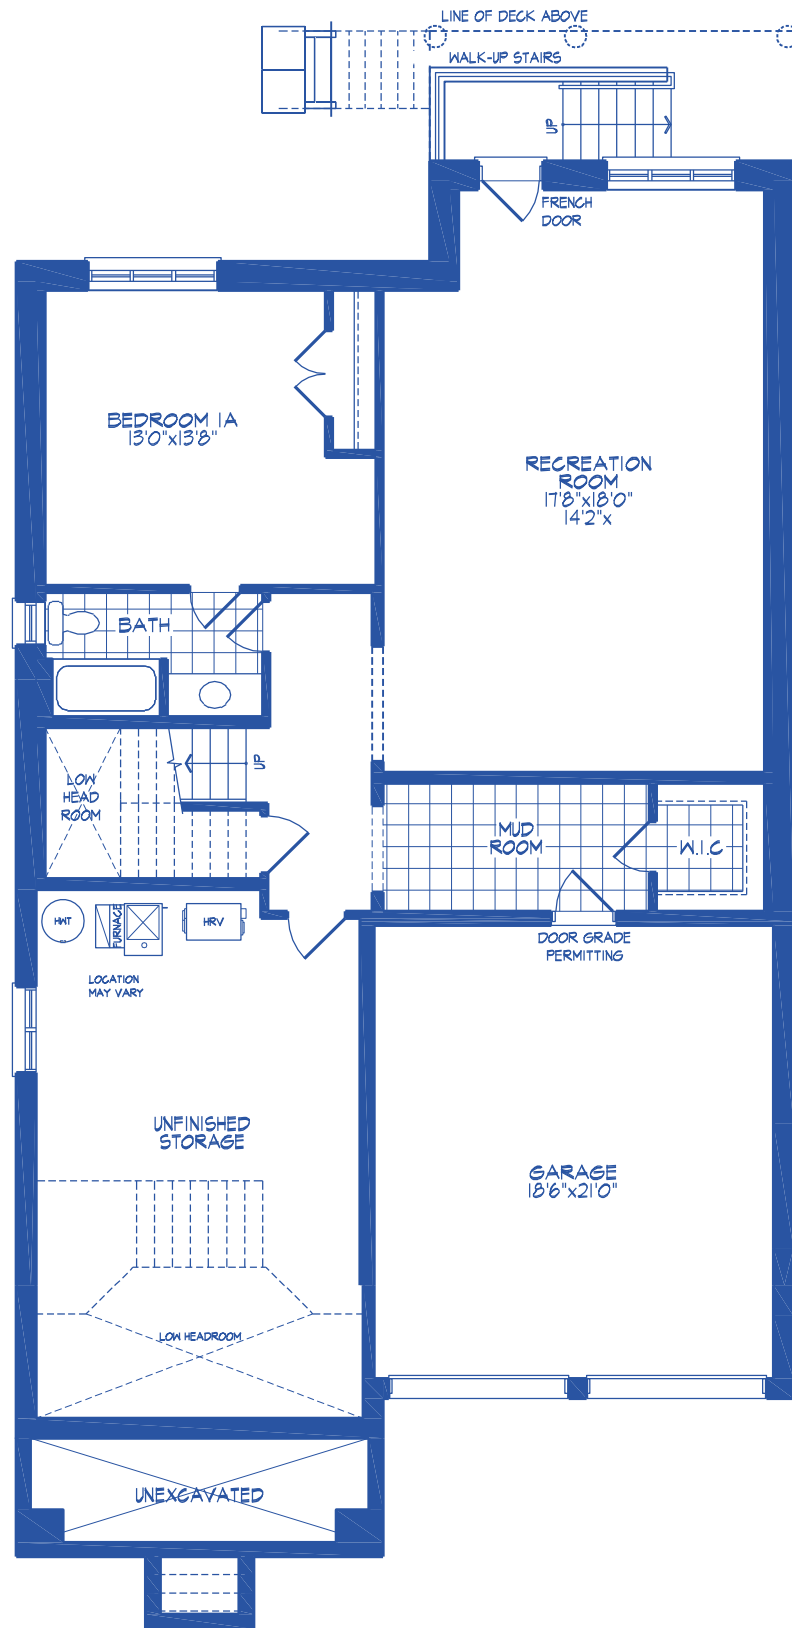 LINE OF DECK ABOVE
WALK-UP STAIRS
UP
FRENCH
DOOR
BEDROOM 1A
13'0"x13'8"
RECREATION
ROOM
17'8"x18'0"
14'2"x
BATH
UP
LOW
HEAD
ROOM
MUD
ROOM
W.I.C
HWT
FURNACE
HRV
DOOR GRADE
PERMITTING
LOCATION
MAY VARY
UNFINISHED
STORAGE
GARAGE
18'6"x21'0"
LOW HEADROOM
UNEXCAVATED